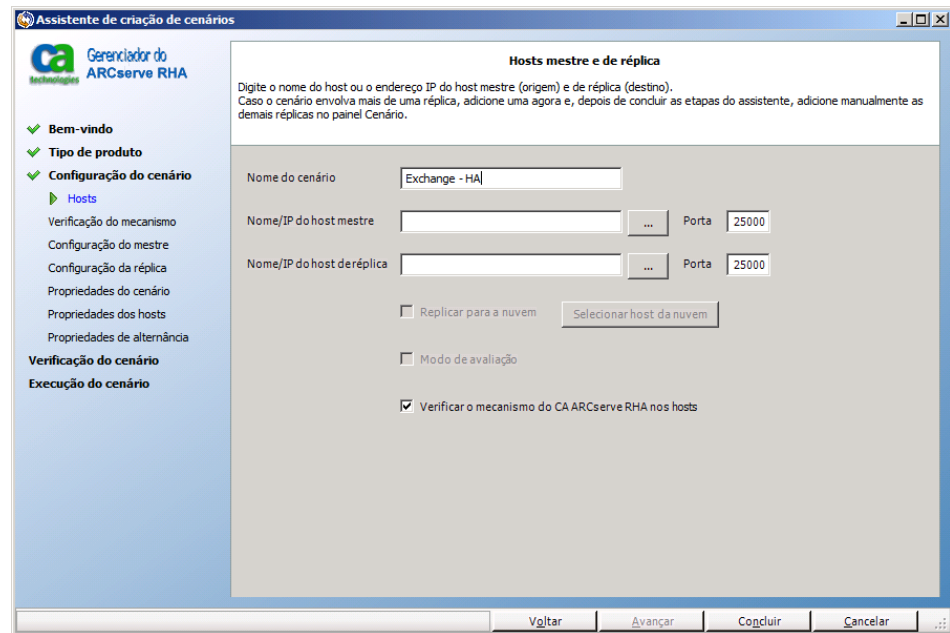 Assistente de criação de cenários
ca
technologies
Gerenciador do
ARCserve RHA
Bem-vindo
Tipo de produto
Configuração do cenário
Hosts
Verificação do mecanismo
Configuração do mestre
Configuração da réplica
Propriedades do cenário
Propriedades dos hosts
Propriedades de alternância
Verificação do cenário
Execução do cenário
Hosts mestre e de réplica
Digite o nome do host ou o endereço IP do host mestre (origem) e de réplica (destino).
Caso o cenário envolva mais de uma réplica, adicione uma agora e, depois de concluir as etapas do assistente, adicione manualmente as
demais réplicas no painel Cenário.
Nome do cenário Exchange - HA
Nome/IP do host mestre ... Porta 25000
Nome/IP do host deréplica ... Porta 25000
Replicar para a nuvem Selecionar host da nuvem
Modo de avaliação
Verificar o mecanismo do CA ARCserve RHA nos hosts
Voltar Avançar Concluir Cancelar